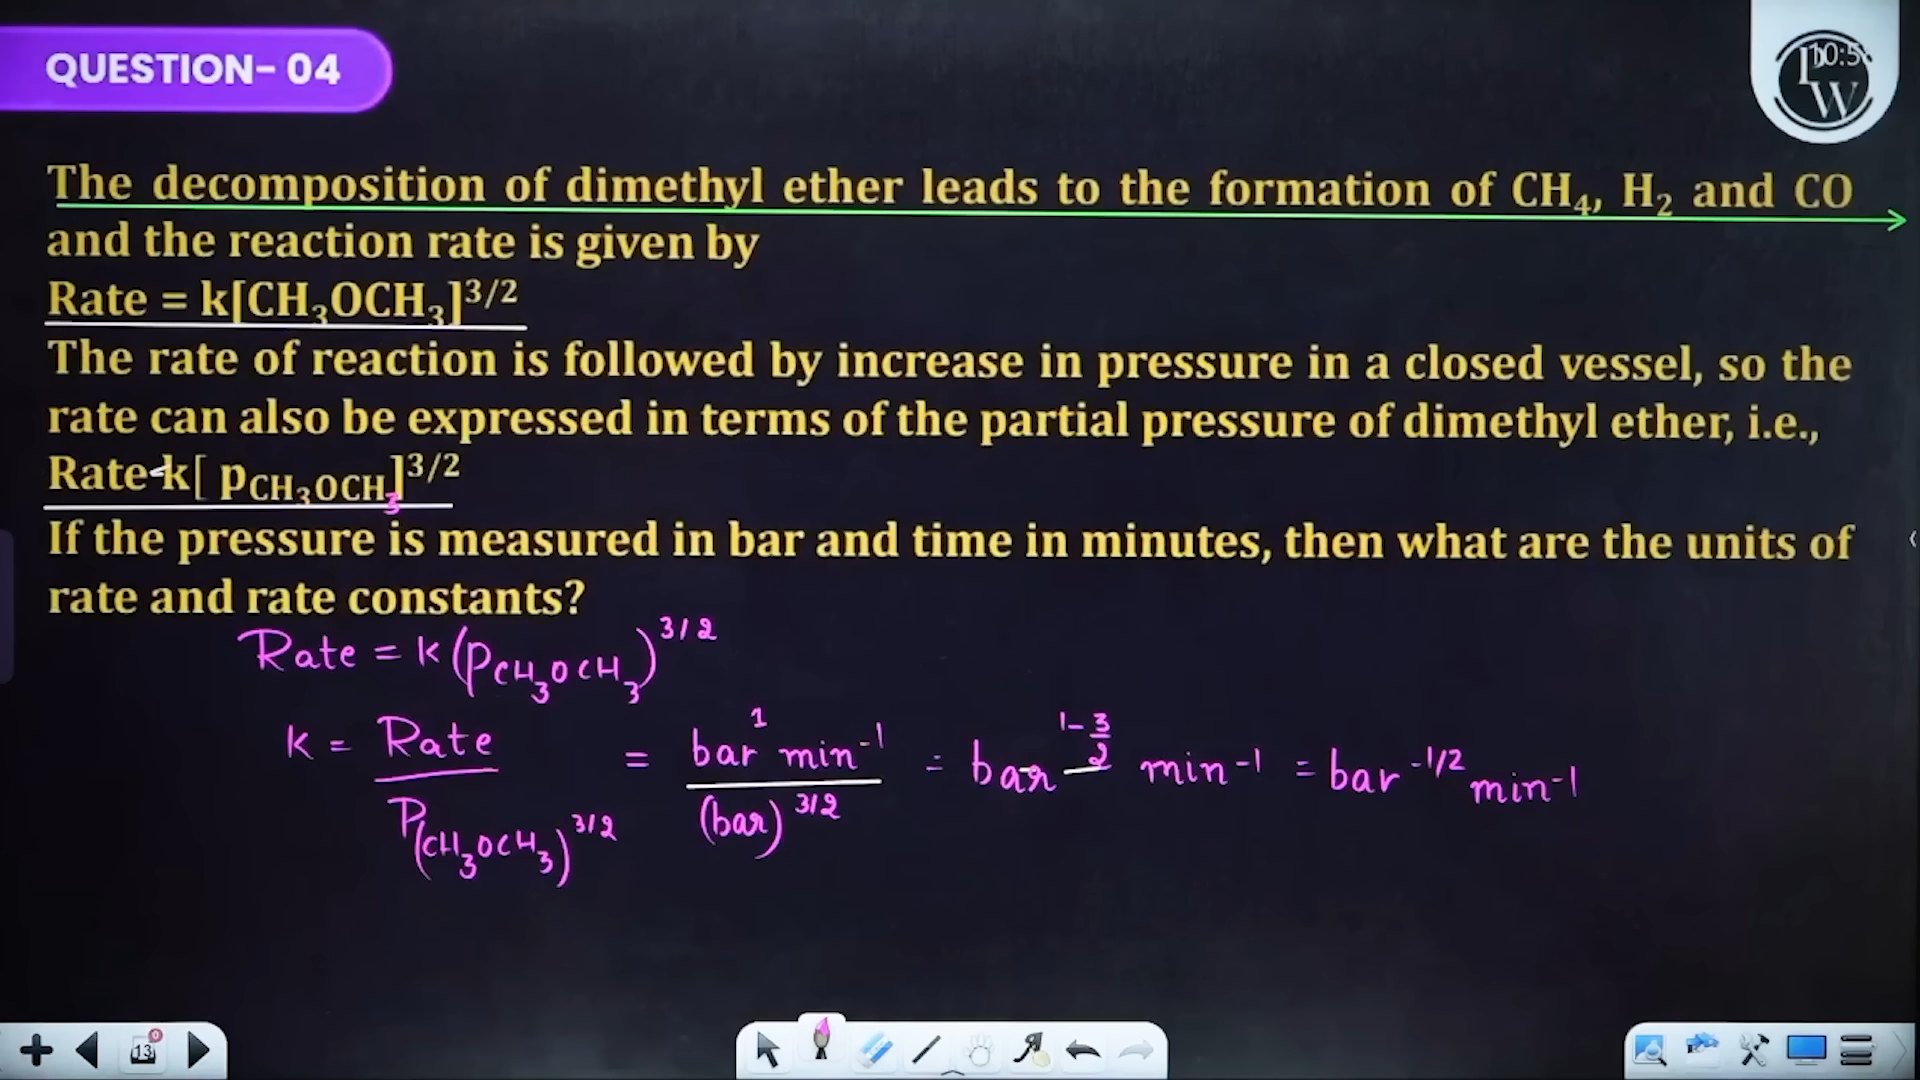 QUESTION- 04
10:5
PW
The decomposition of dimethyl ether leads to the formation of CH₄, H₂ and CO
and the reaction rate is given by
Rate = k[CH₃OCH₃]³/²
The rate of reaction is followed by increase in pressure in a closed vessel, so the
rate can also be expressed in terms of the partial pressure of dimethyl ether, i.e.,
Rate-k[ pCH₃OCH₃]³/²
If the pressure is measured in bar and time in minutes, then what are the units of
rate and rate constants?
Rate = k(pCH₃OCH₃)³/²
k = Rate / P(CH₃OCH₃)³/² = bar¹ min⁻¹ / (bar)³/² = bar¹⁻³/² min⁻¹ = bar⁻¹/² min⁻¹
13
0